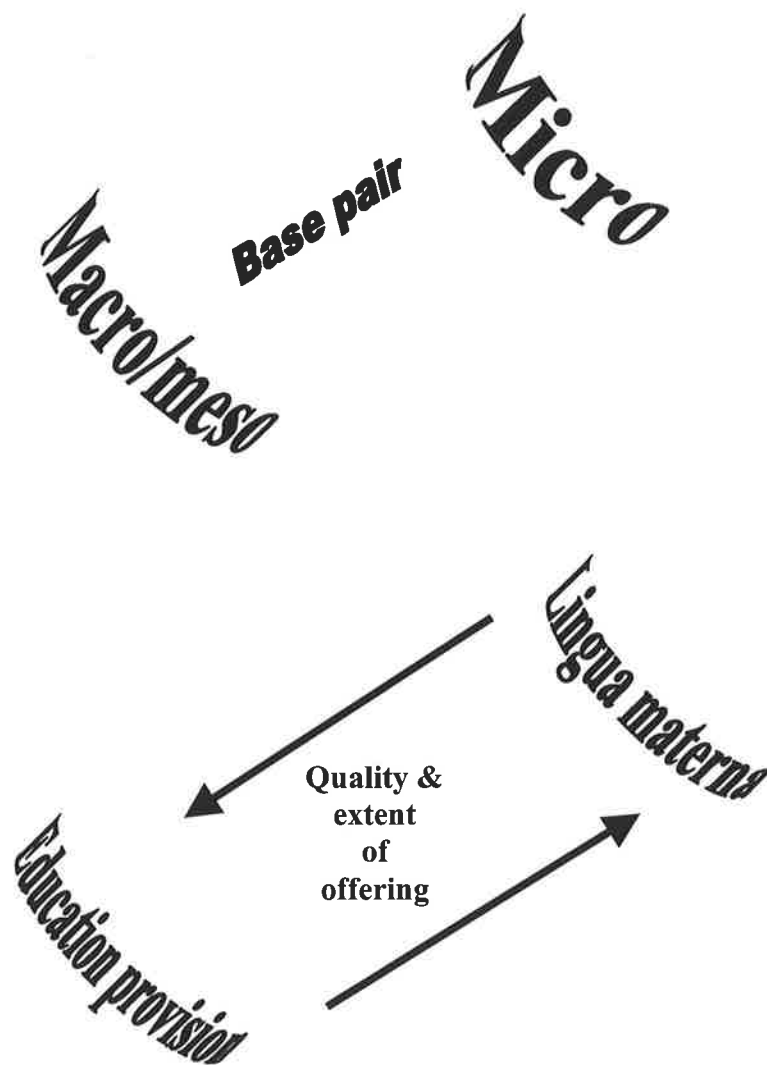 Micro
Base pair
Macro/meso
Lingua materna
Quality &
extent
of
offering
Education provision